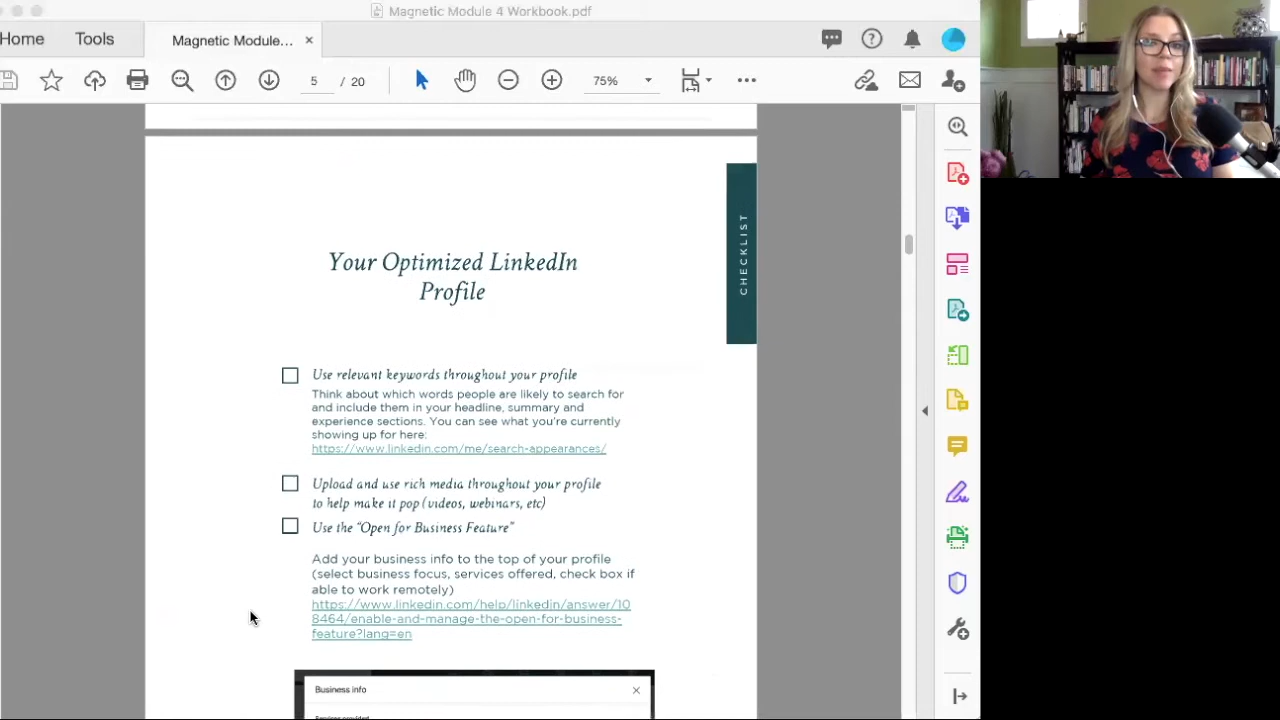 Magnetic Module 4 Workbook.pdf
Home
Tools
Magnetic Module... ×
5 / 20
75%
CHECKLIST
Your Optimized LinkedIn
Profile
Use relevant keywords throughout your profile
Think about which words people are likely to search for
and include them in your headline, summary and
experience sections. You can see what you're currently
showing up for here:
https://www.linkedin.com/me/search-appearances/
Upload and use rich media throughout your profile
to help make it pop (videos, webinars, etc)
Use the "Open for Business Feature"
Add your business info to the top of your profile
(select business focus, services offered, check box if
able to work remotely)
https://www.linkedin.com/help/linkedin/answer/10
8464/enable-and-manage-the-open-for-business-
feature?lang=en
Business info
Services provided